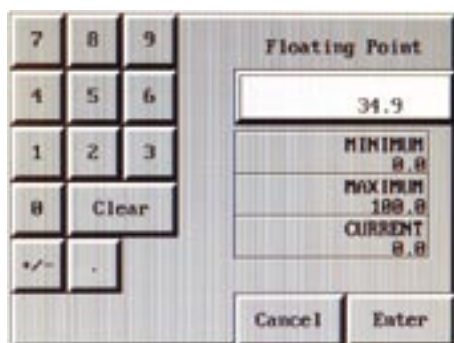 7 8 9
4 5 6
1 2 3
0 Clear
+/- .
Floating Point
34.9
MINIMUM
0.0
MAXIMUM
100.0
CURRENT
0.0
Cancel Enter